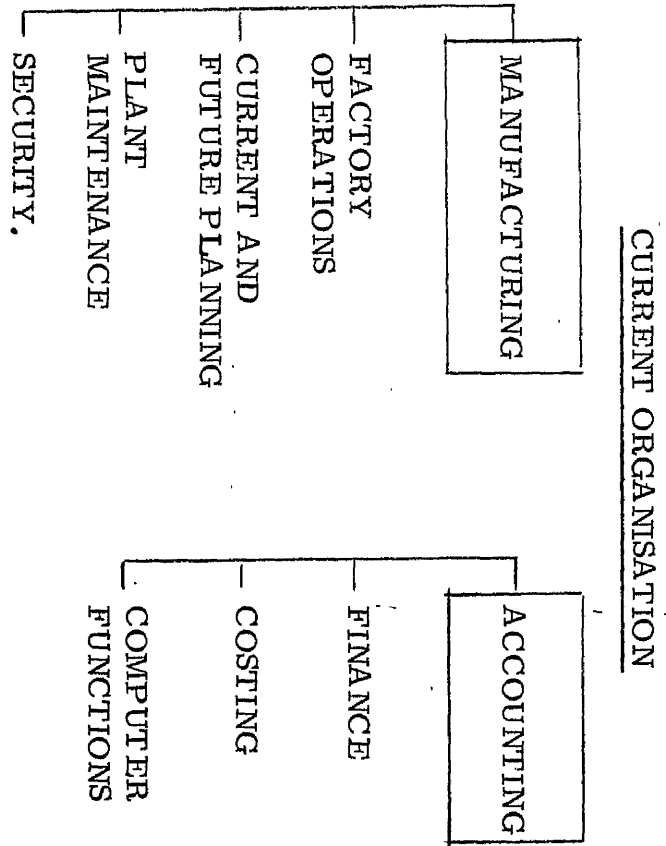 CURRENT ORGANISATION
MANUFACTURING
FACTORY
OPERATIONS
CURRENT AND
FUTURE PLANNING
PLANT
MAINTENANCE
SECURITY.
ACCOUNTING
FINANCE
COSTING
COMPUTER
FUNCTIONS